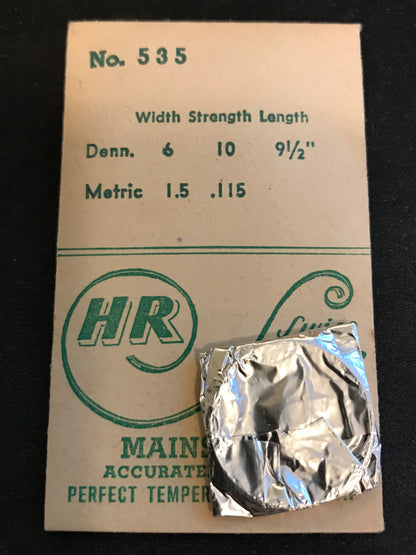 No. 535
Width Strength Length
Denn. 6 10 9½"
Metric 1.5 .115
HR
MAINS
ACCURATE
PERFECT TEMPER